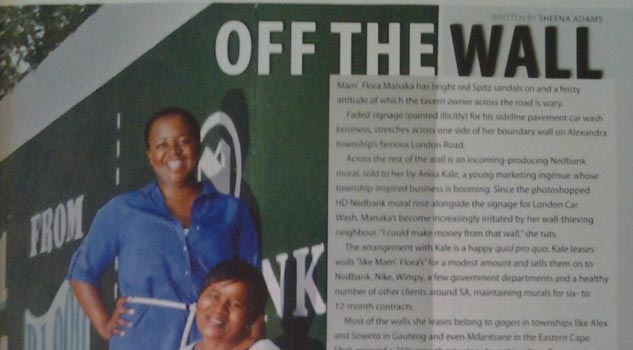 WRITTEN BY SHEENA ADAMS
OFF THE WALL
Mam' Flora Manaka has bright red Spitz sandals on and a feisty
attitude of which the tavern owner across the road is wary.
Faded signage (painted illicitly) for his sideline pavement car wash
business, stretches across one side of her boundary wall on Alexandra
township's famous London Road.
Across the rest of the wall is an incoming-producing Nedbank
mural, sold to her by Anisa Kale, a young marketing ingénue whose
township-inspired business is booming. Since the photoshopped
HD Nedbank mural rose alongside the signage for London Car
Wash, Manaka's become increasingly irritated by her wall-thieving
neighbour. "I could make money from that wall," she tuts.
The arrangement with Kale is a happy quid pro quo. Kale leases
walls "like Mam' Flora's" for a modest amount and sells them on to
Nedbank, Nike, Wimpy, a few government departments and a healthy
number of other clients around SA, maintaining murals for six- to
12-month contracts.
Most of the walls she leases belong to gogos in townships like Alex
and Soweto in Gauteng and even Mdantsane in the Eastern Cape.
FROM
NK